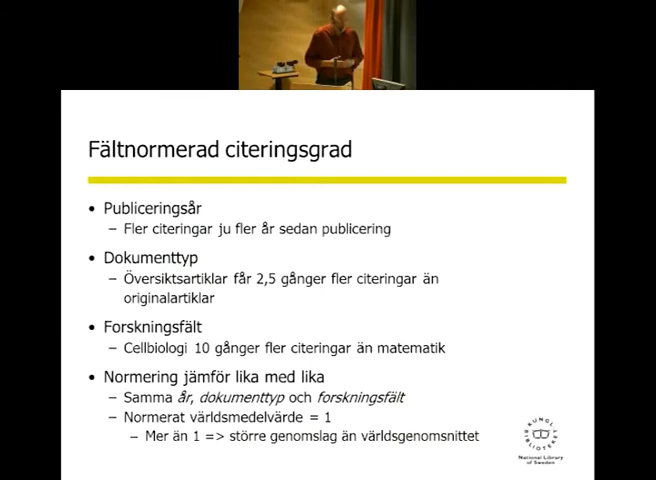 Fältnormerad citeringsgrad
• Publiceringsår
– Fler citeringar ju fler år sedan publicering
• Dokumenttyp
– Översiktsartiklar får 2,5 gånger fler citeringar än
originalartiklar
• Forskningsfält
– Cellbiologi 10 gånger fler citeringar än matematik
• Normering jämför lika med lika
– Samma år, dokumenttyp och forskningsfält
– Normerat världsmedelvärde = 1
– Mer än 1 => större genomslag än världsgenomsnittet
KUNGL.
BIBLIOTEKET
National Library
of Sweden